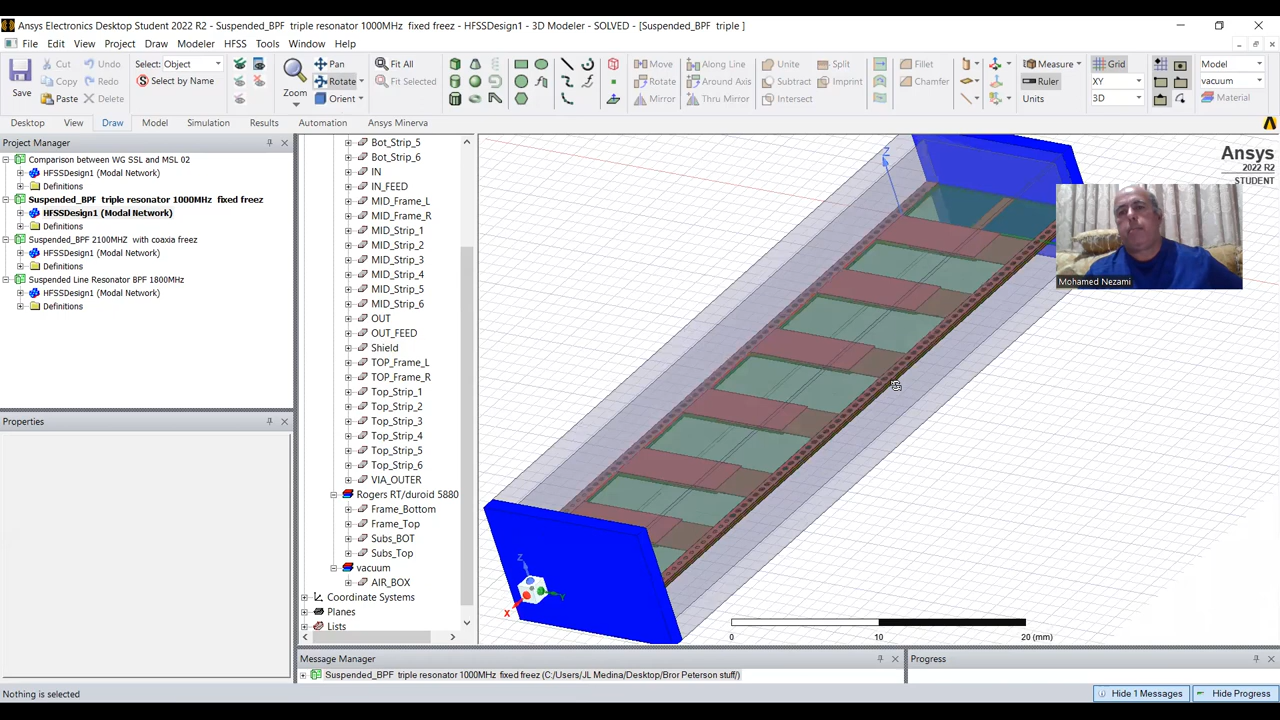 Ansys Electronics Desktop Student 2022 R2 - Suspended_BPF triple resonator 1000MHz fixed freez - HFSSDesign1 - 3D Modeler - SOLVED - [Suspended_BPF triple ]
File Edit View Project Draw Modeler HFSS Tools Window Help
Save
Cut Undo
Copy Redo
Paste Delete
Select: Object
Select by Name
Zoom
Pan
Rotate
Orient
Fit All
Fit Selected
Move Along Line
Rotate Around Axis
Mirror Thru Mirror
Unite Split
Subtract Imprint
Intersect
Fillet
Chamfer
Measure
Ruler
Units
Grid
XY
3D
Model
vacuum
Material
Desktop View Draw Model Simulation Results Automation Ansys Minerva
Project Manager
Comparison between WG SSL and MSL 02
HFSSDesign1 (Modal Network)
Definitions
Suspended_BPF triple resonator 1000MHz fixed freez
HFSSDesign1 (Modal Network)
Definitions
Suspended_BPF 2100MHZ with coaxia freez
HFSSDesign1 (Modal Network)
Definitions
Suspended Line Resonator BPF 1800MHz
HFSSDesign1 (Modal Network)
Definitions
Properties
Bot_Strip_5
Bot_Strip_6
IN
IN_FEED
MID_Frame_L
MID_Frame_R
MID_Strip_1
MID_Strip_2
MID_Strip_3
MID_Strip_4
MID_Strip_5
MID_Strip_6
OUT
OUT_FEED
Shield
TOP_Frame_L
TOP_Frame_R
Top_Strip_1
Top_Strip_2
Top_Strip_3
Top_Strip_4
Top_Strip_5
Top_Strip_6
VIA_OUTER
Rogers RT/duroid 5880
Frame_Bottom
Frame_Top
Subs_BOT
Subs_Top
vacuum
AIR_BOX
Coordinate Systems
Planes
Lists
Z
Ansys
2022 R2
STUDENT
Mohamed Nezami
Z
Y
X
0 10 20 (mm)
Message Manager
Suspended_BPF triple resonator 1000MHz fixed freez (C:/Users/JL Medina/Desktop/Bror Peterson stuff/)
Progress
Nothing is selected
Hide 1 Messages
Hide Progress